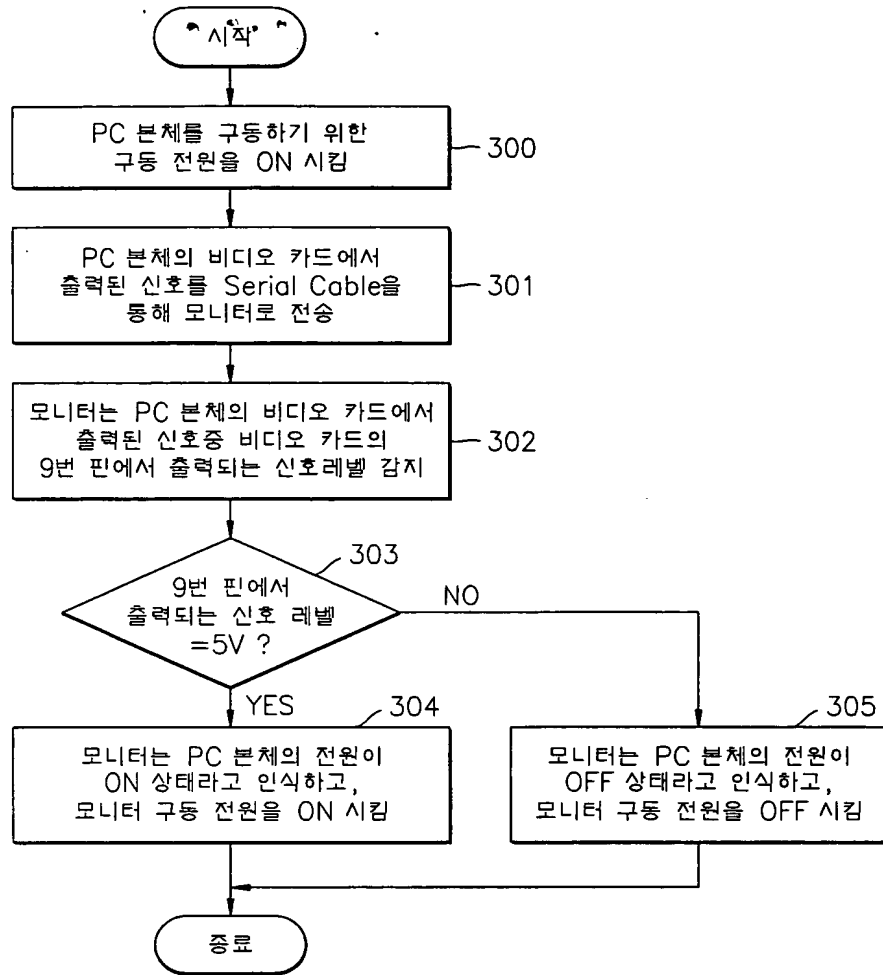 시작
PC 본체를 구동하기 위한
구동 전원을 ON 시킴
300
PC 본체의 비디오 카드에서
출력된 신호를 Serial Cable을
통해 모니터로 전송
301
모니터는 PC 본체의 비디오 카드에서
출력된 신호중 비디오 카드의
9번 핀에서 출력되는 신호레벨 감지
302
303
9번 핀에서
출력되는 신호 레벨
=5V ?
NO
YES
304
305
모니터는 PC 본체의 전원이
ON 상태라고 인식하고,
모니터 구동 전원을 ON 시킴
모니터는 PC 본체의 전원이
OFF 상태라고 인식하고,
모니터 구동 전원을 OFF 시킴
종료